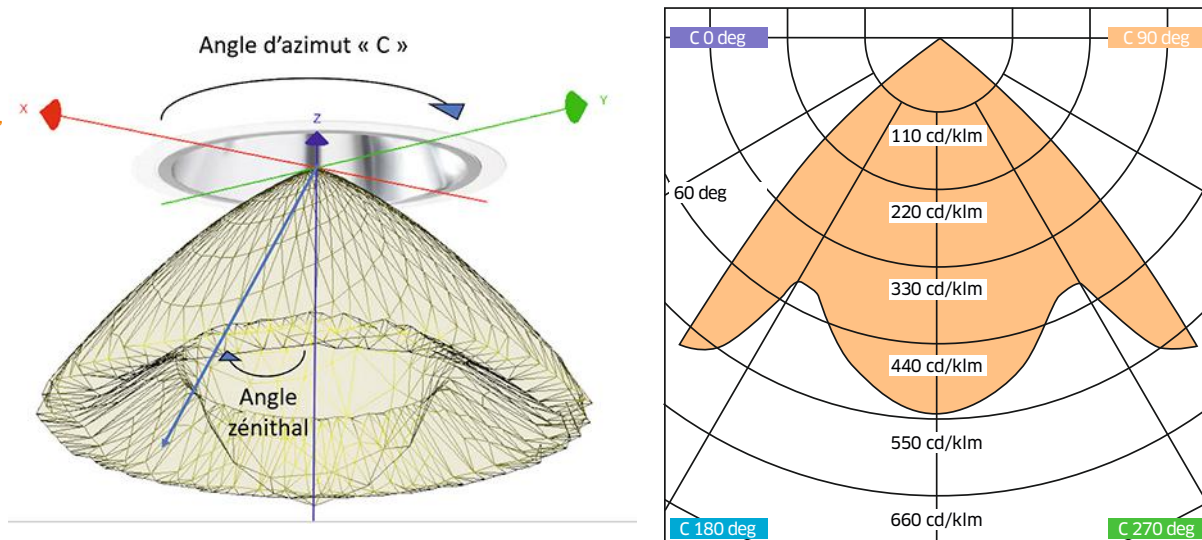 Angle d’azimut « C »
X
Y
Z
Angle
zénithal
C 0 deg
C 90 deg
110 cd/klm
60 deg
220 cd/klm
330 cd/klm
440 cd/klm
550 cd/klm
660 cd/klm
C 180 deg
C 270 deg